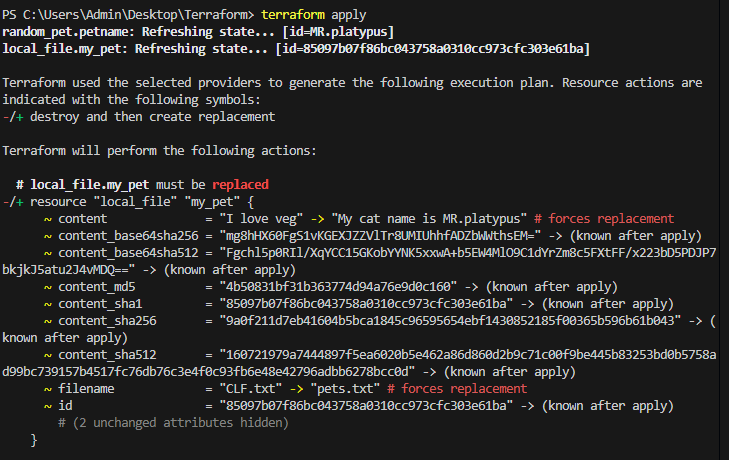 PS C:\Users\Admin\Desktop\Terraform> terraform apply
random_pet.petname: Refreshing state... [id=MR.platypus]
local_file.my_pet: Refreshing state... [id=85097b07f86bc043758a0310cc973cfc303e61ba]
Terraform used the selected providers to generate the following execution plan. Resource actions are
indicated with the following symbols:
-/+ destroy and then create replacement
Terraform will perform the following actions:
# local_file.my_pet must be replaced
-/+ resource "local_file" "my_pet" {
~ content = "I love veg" -> "My cat name is MR.platypus" # forces replacement
~ content_base64sha256 = "mg8hHX60FgS1vKGEXJZZVlTr8UMIUhhfADZbWWthsEM=" -> (known after apply)
~ content_base64sha512 = "Fgchl5p0RIl/XqYCC15GKobYYNK5xxwA+b5EW4MlO9C1dYrZm8c5FXtFF/x223bD5PDJP7
bkjkJ5atu2J4vMDQ==" -> (known after apply)
~ content_md5 = "4b50831bf31b363774d94a76e9d0c160" -> (known after apply)
~ content_sha1 = "85097b07f86bc043758a0310cc973cfc303e61ba" -> (known after apply)
~ content_sha256 = "9a0f211d7eb41604b5bca1845c96595654ebf1430852185f00365b596b61b043" -> (
known after apply)
~ content_sha512 = "160721979a7444897f5ea6020b5e462a86d860d2b9c71c00f9be445b83253bd0b5758a
d99bc739157b4517fc76db76c3e4f0c93fb6e48e42796adbb6278bcc0d" -> (known after apply)
~ filename = "CLF.txt" -> "pets.txt" # forces replacement
~ id = "85097b07f86bc043758a0310cc973cfc303e61ba" -> (known after apply)
# (2 unchanged attributes hidden)
}